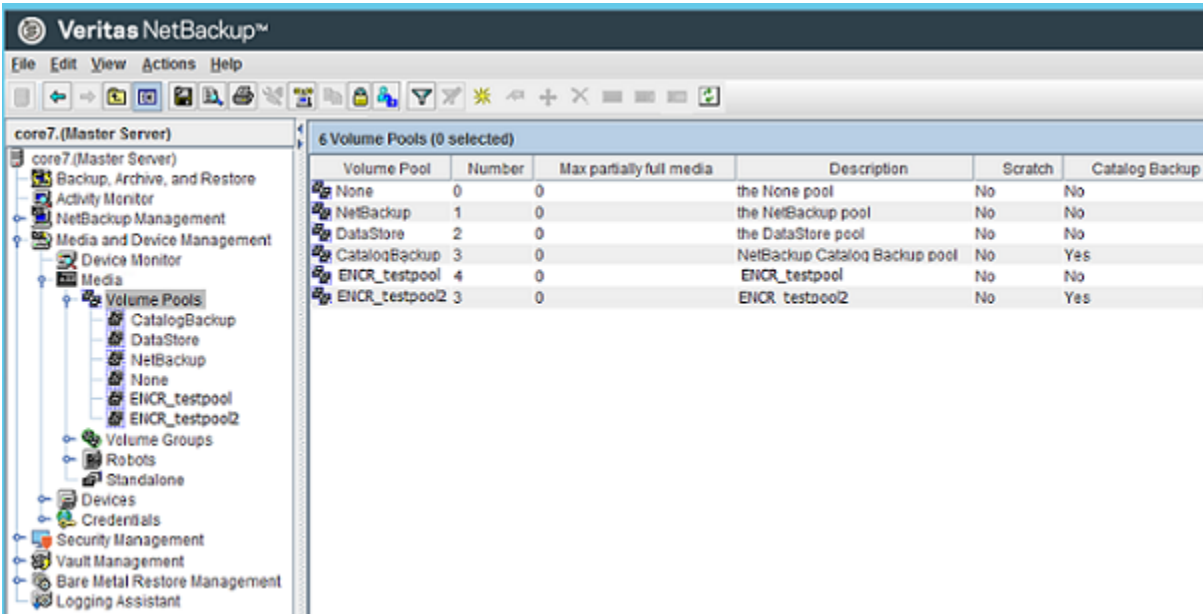 Veritas NetBackup™
File Edit View Actions Help
core7.(Master Server)
core7.(Master Server)
Backup, Archive, and Restore
Activity Monitor
NetBackup Management
Media and Device Management
Device Monitor
Media
Volume Pools
CatalogBackup
DataStore
NetBackup
None
ENCR_testpool
ENCR_testpool2
Volume Groups
Robots
Standalone
Devices
Credentials
Security Management
Vault Management
Bare Metal Restore Management
Logging Assistant
6 Volume Pools (0 selected)
Volume Pool Number Max partially full media Description Scratch Catalog Backup
None 0 0 the None pool No No
NetBackup 1 0 the NetBackup pool No No
DataStore 2 0 the DataStore pool No No
CatalogBackup 3 0 NetBackup Catalog Backup pool No Yes
ENCR_testpool 4 0 ENCR_testpool No No
ENCR_testpool2 3 0 ENCR_testpool2 No Yes